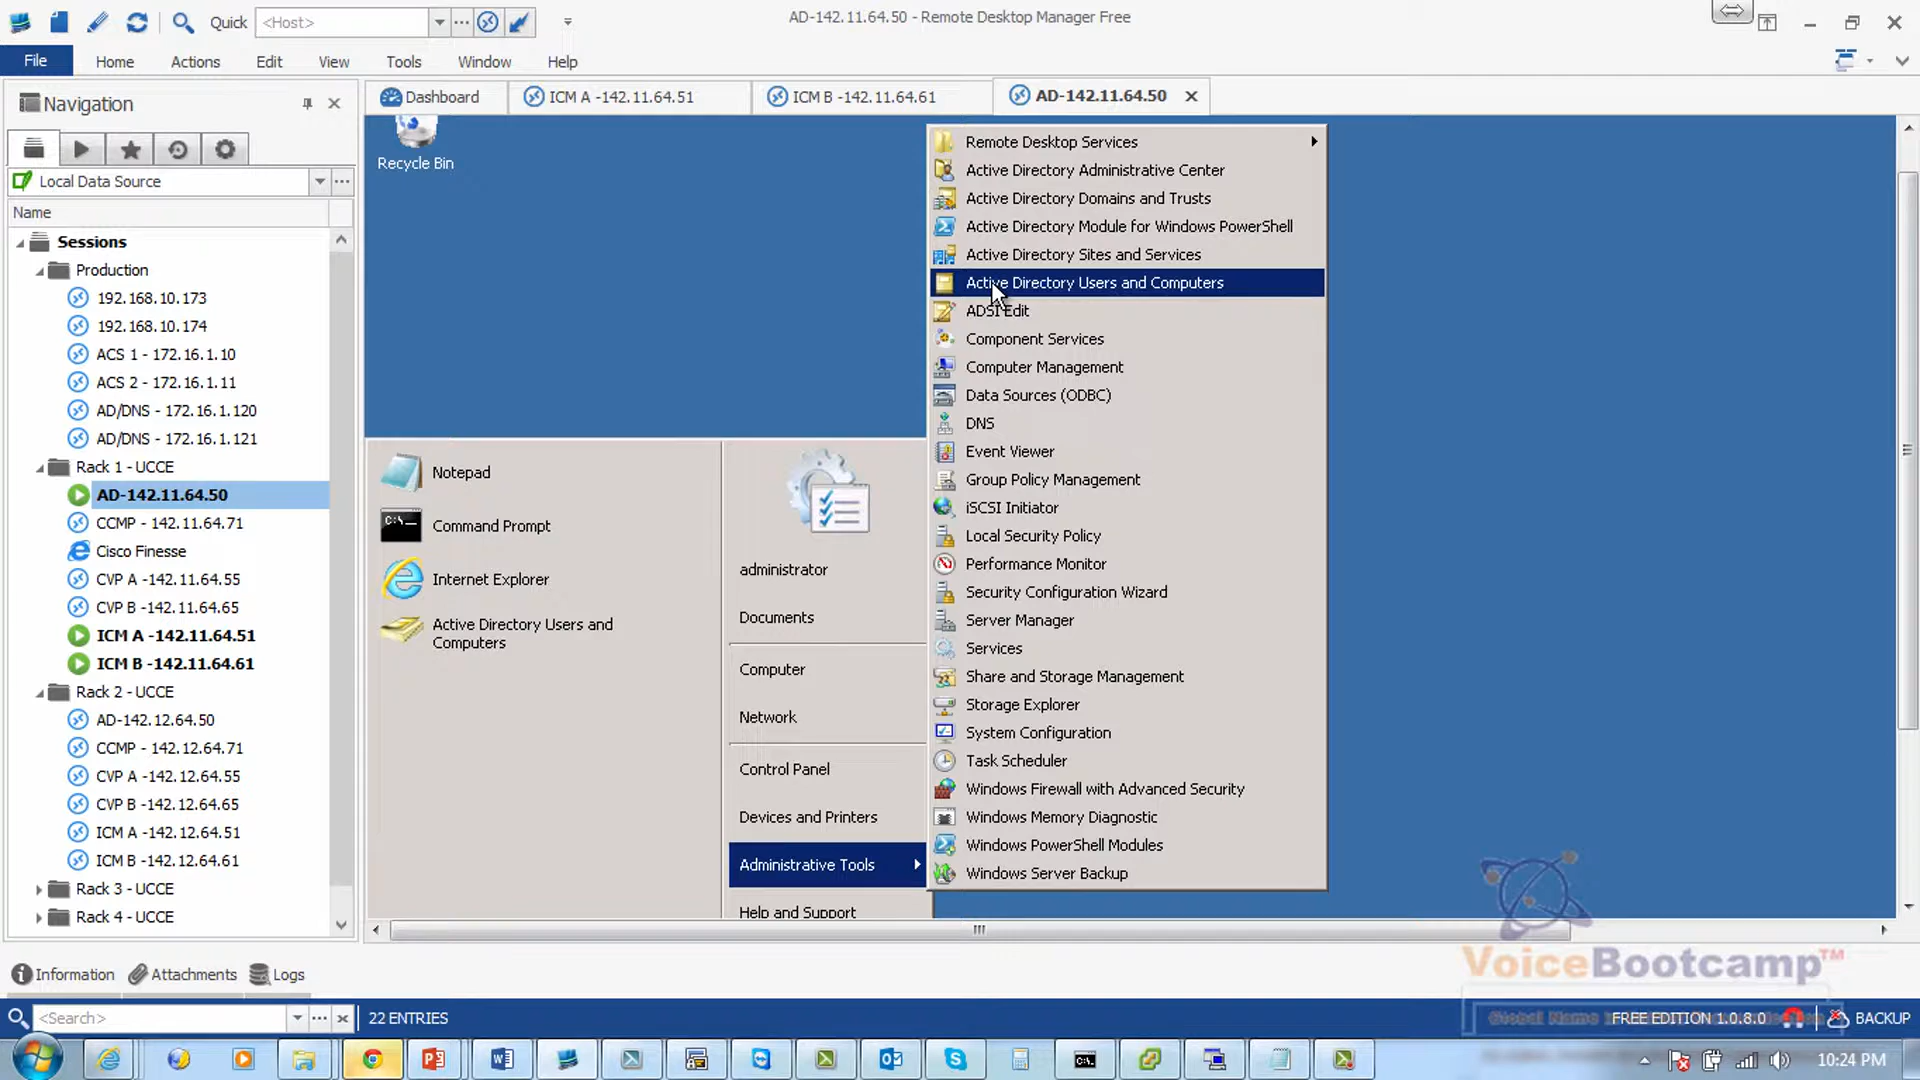 AD-142.11.64.50 - Remote Desktop Manager Free
Quick <Host>
File Home Actions Edit View Tools Window Help
Navigation
Local Data Source
Name
Sessions
Production
192.168.10.173
192.168.10.174
ACS 1 - 172.16.1.10
ACS 2 - 172.16.1.11
AD/DNS - 172.16.1.120
AD/DNS - 172.16.1.121
Rack 1 - UCCE
AD-142.11.64.50
CCMP - 142.11.64.71
Cisco Finesse
CVP A -142.11.64.55
CVP B -142.11.64.65
ICM A -142.11.64.51
ICM B -142.11.64.61
Rack 2 - UCCE
AD-142.12.64.50
CCMP - 142.12.64.71
CVP A -142.12.64.55
CVP B -142.12.64.65
ICM A -142.12.64.51
ICM B -142.12.64.61
Rack 3 - UCCE
Rack 4 - UCCE
Dashboard ICM A -142.11.64.51 ICM B -142.11.64.61 AD-142.11.64.50
Recycle Bin
Notepad
Command Prompt
Internet Explorer
Active Directory Users and
Computers
administrator
Documents
Computer
Network
Control Panel
Devices and Printers
Administrative Tools
Help and Support
Remote Desktop Services
Active Directory Administrative Center
Active Directory Domains and Trusts
Active Directory Module for Windows PowerShell
Active Directory Sites and Services
Active Directory Users and Computers
ADSI Edit
Component Services
Computer Management
Data Sources (ODBC)
DNS
Event Viewer
Group Policy Management
iSCSI Initiator
Local Security Policy
Performance Monitor
Security Configuration Wizard
Server Manager
Services
Share and Storage Management
Storage Explorer
System Configuration
Task Scheduler
Windows Firewall with Advanced Security
Windows Memory Diagnostic
Windows PowerShell Modules
Windows Server Backup
Information Attachments Logs
VoiceBootcamp™
<Search> 22 ENTRIES
FREE EDITION 1.0.8.0 BACKUP
10:24 PM